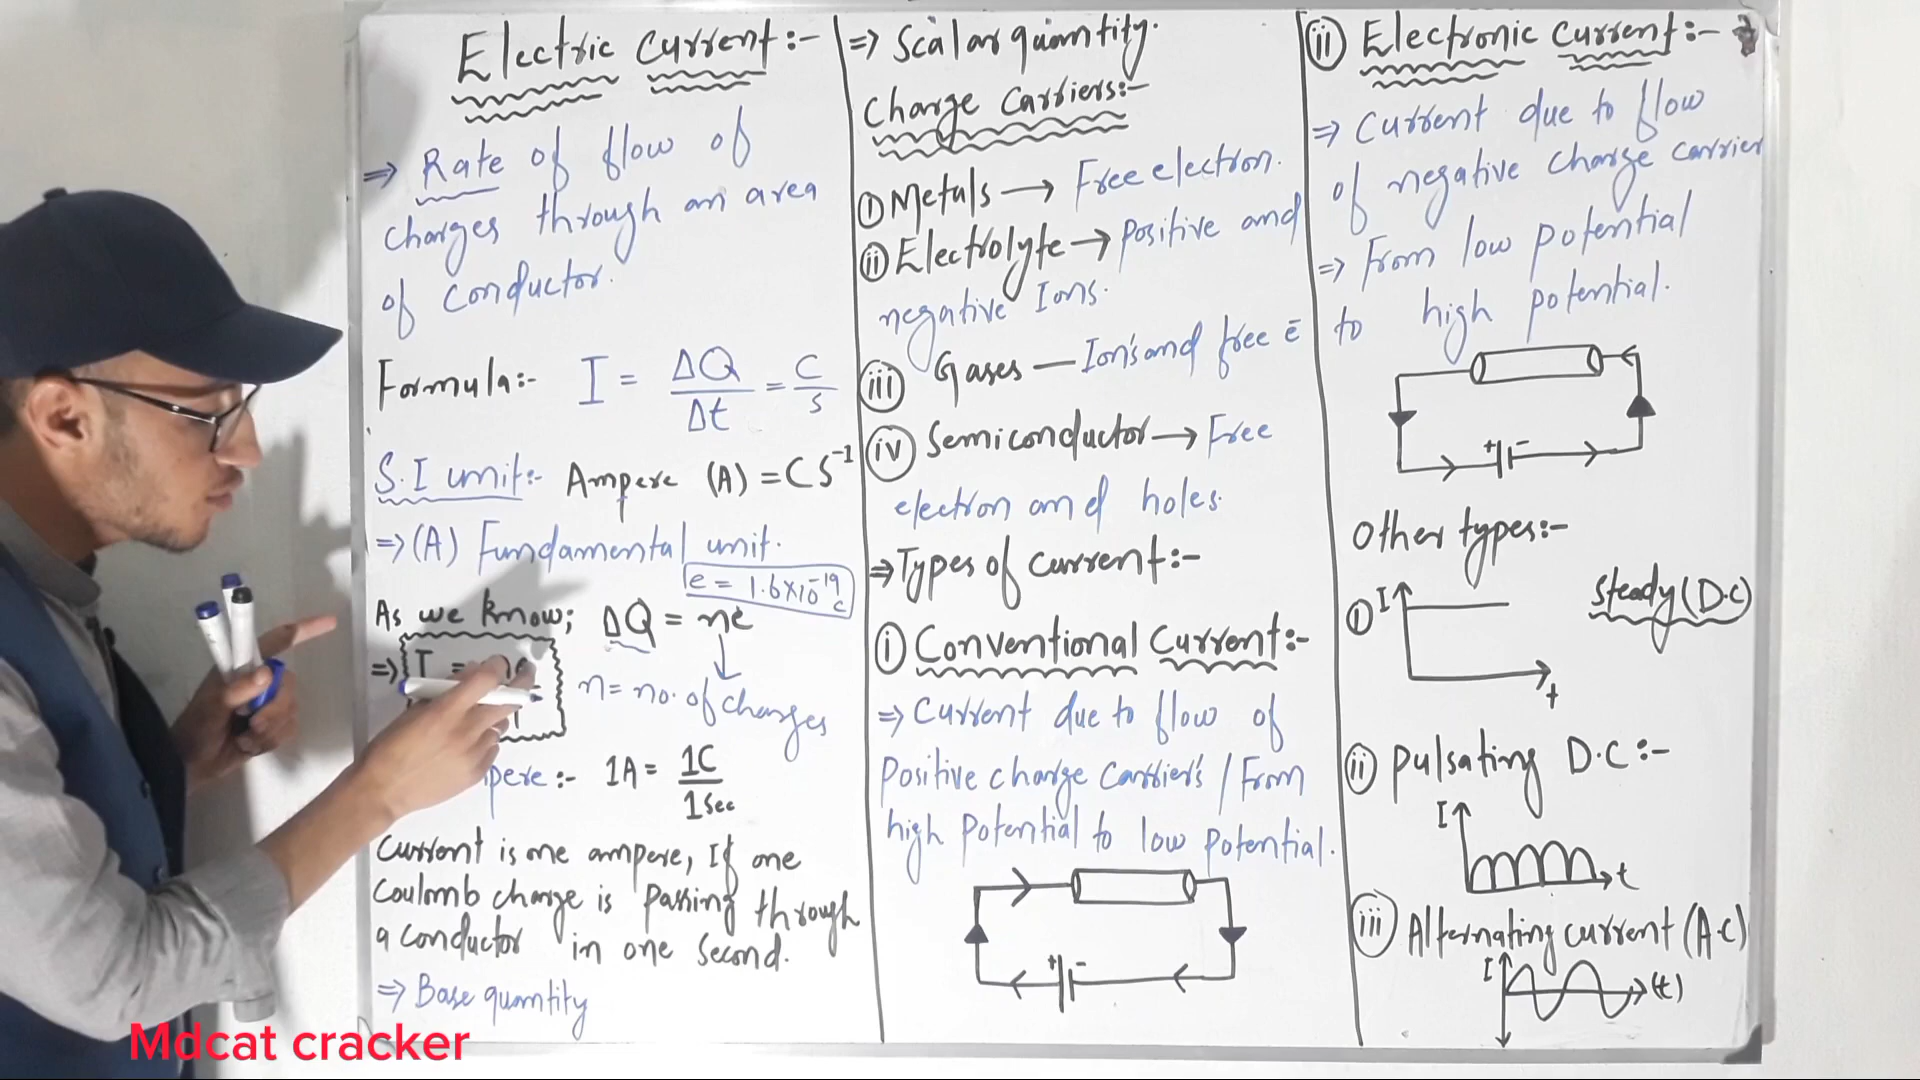 Electric Current:-
⇒ Rate of flow of
charges through an area
of conductor.
Formula:- I = ΔQ/Δt = C/s
S.I unit:- Ampere (A) = CS⁻¹
⇒ (A) Fundamental unit.
e = 1.6×10⁻¹⁹ C
As we know; ΔQ = ne
⇒ I = ne
n = no. of charges
pere:- 1A = 1C/1Sec
Current is one ampere, If one
Coulomb charge is passing through
a conductor in one second.
⇒ Base quantity
⇒ Scalar quantity.
Charge Carriers:-
(i) Metals → Free electron.
(ii) Electrolyte → Positive and
negative Ions.
(iii) Gases — Ion's and free ē
(iv) Semiconductor → Free
electron and holes.
⇒ Types of current:-
(i) Conventional Current:-
⇒ Current due to flow of
Positive charge Carrier's / From
high Potential to low potential.
+ -
(ii) Electronic Current:-
⇒ Current due to flow
of negative charge carrier
⇒ From low potential
to high potential.
+ -
Other types:-
(i) I t Steady (D.C)
(ii) Pulsating D.C:-
I t
(iii) Alternating current (A.C)
I (t)
Mdcat cracker